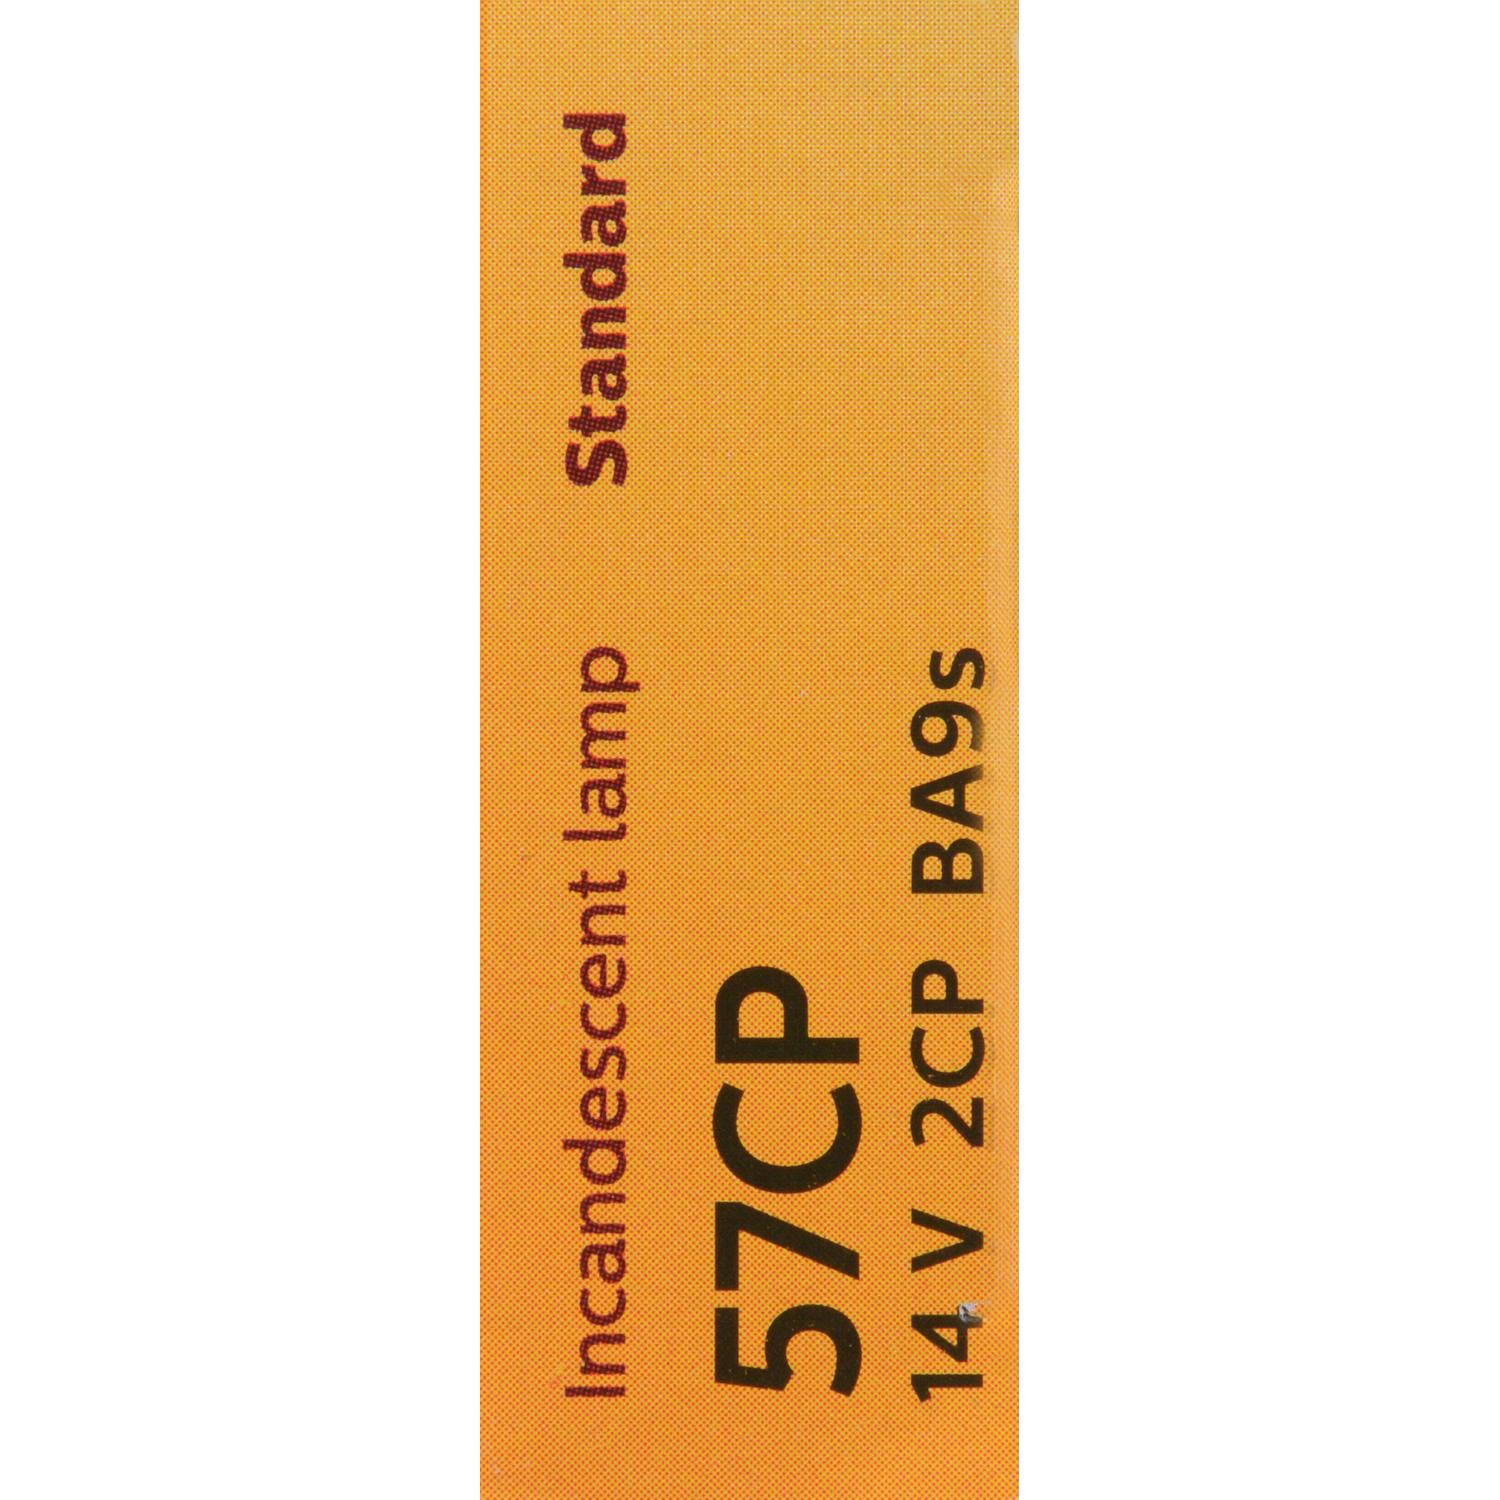 Incandescent lamp Standard
57CP
14 V 2CP BA9s